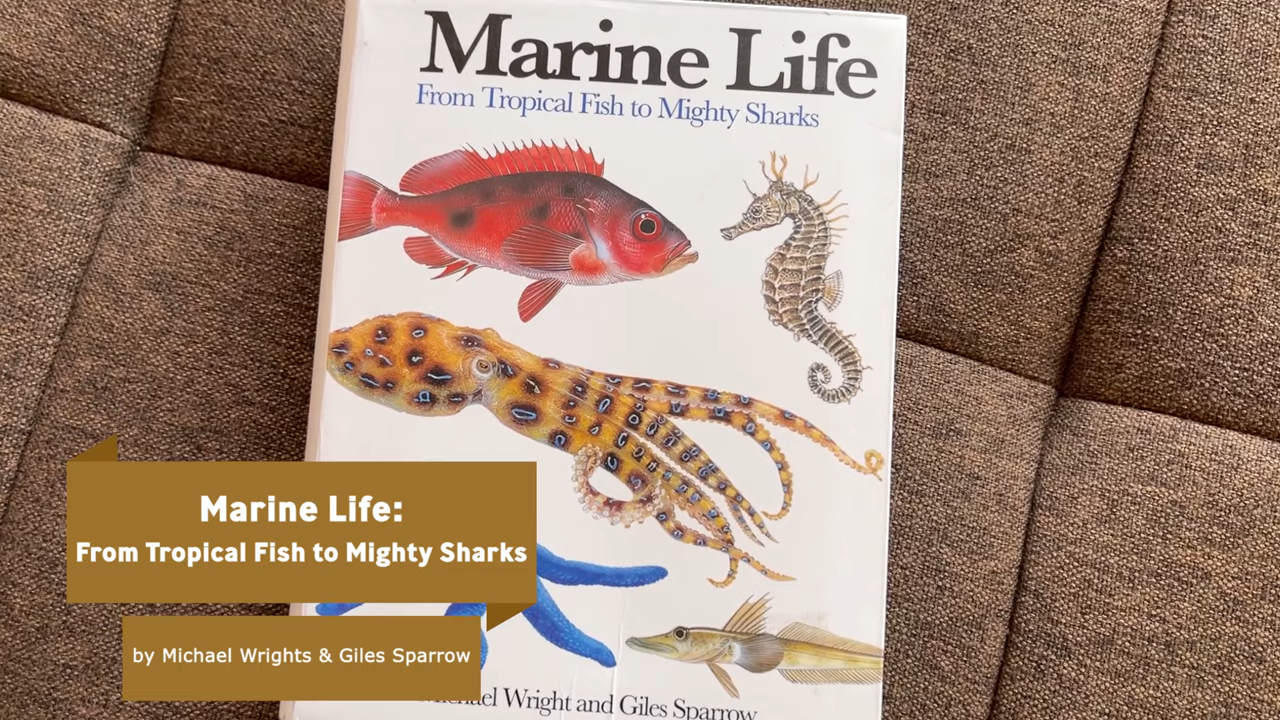 Marine Life
From Tropical Fish to Mighty Sharks
Marine Life:
From Tropical Fish to Mighty Sharks
by Michael Wrights & Giles Sparrow
Wright and Giles Sparrow